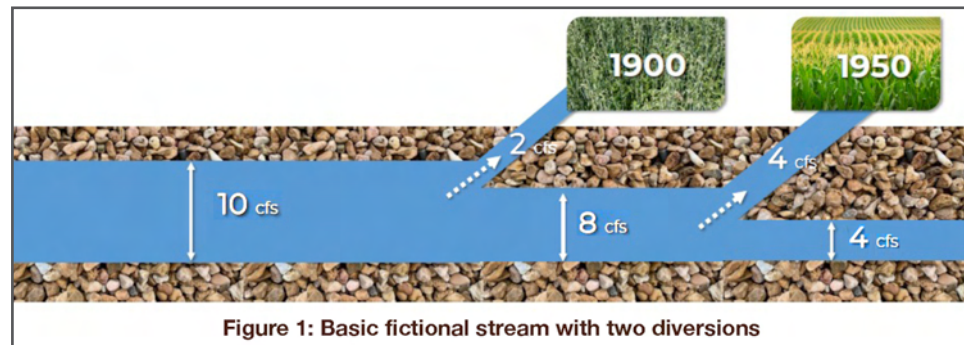 1900
1950
2 cfs
4 cfs
10 cfs
8 cfs
4 cfs
Figure 1: Basic fictional stream with two diversions